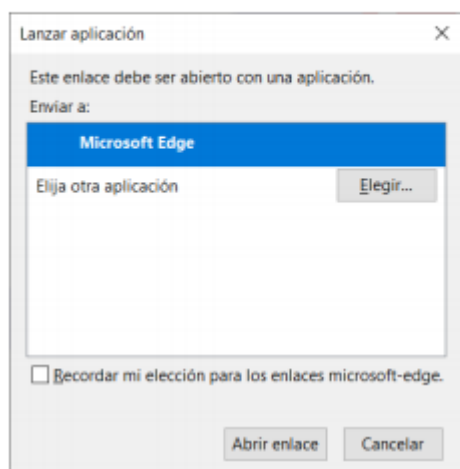 Lanzar aplicación
Este enlace debe ser abierto con una aplicación.
Enviar a:
Microsoft Edge
Elija otra aplicación
Elegir...
Recordar mi elección para los enlaces microsoft-edge.
Abrir enlace
Cancelar